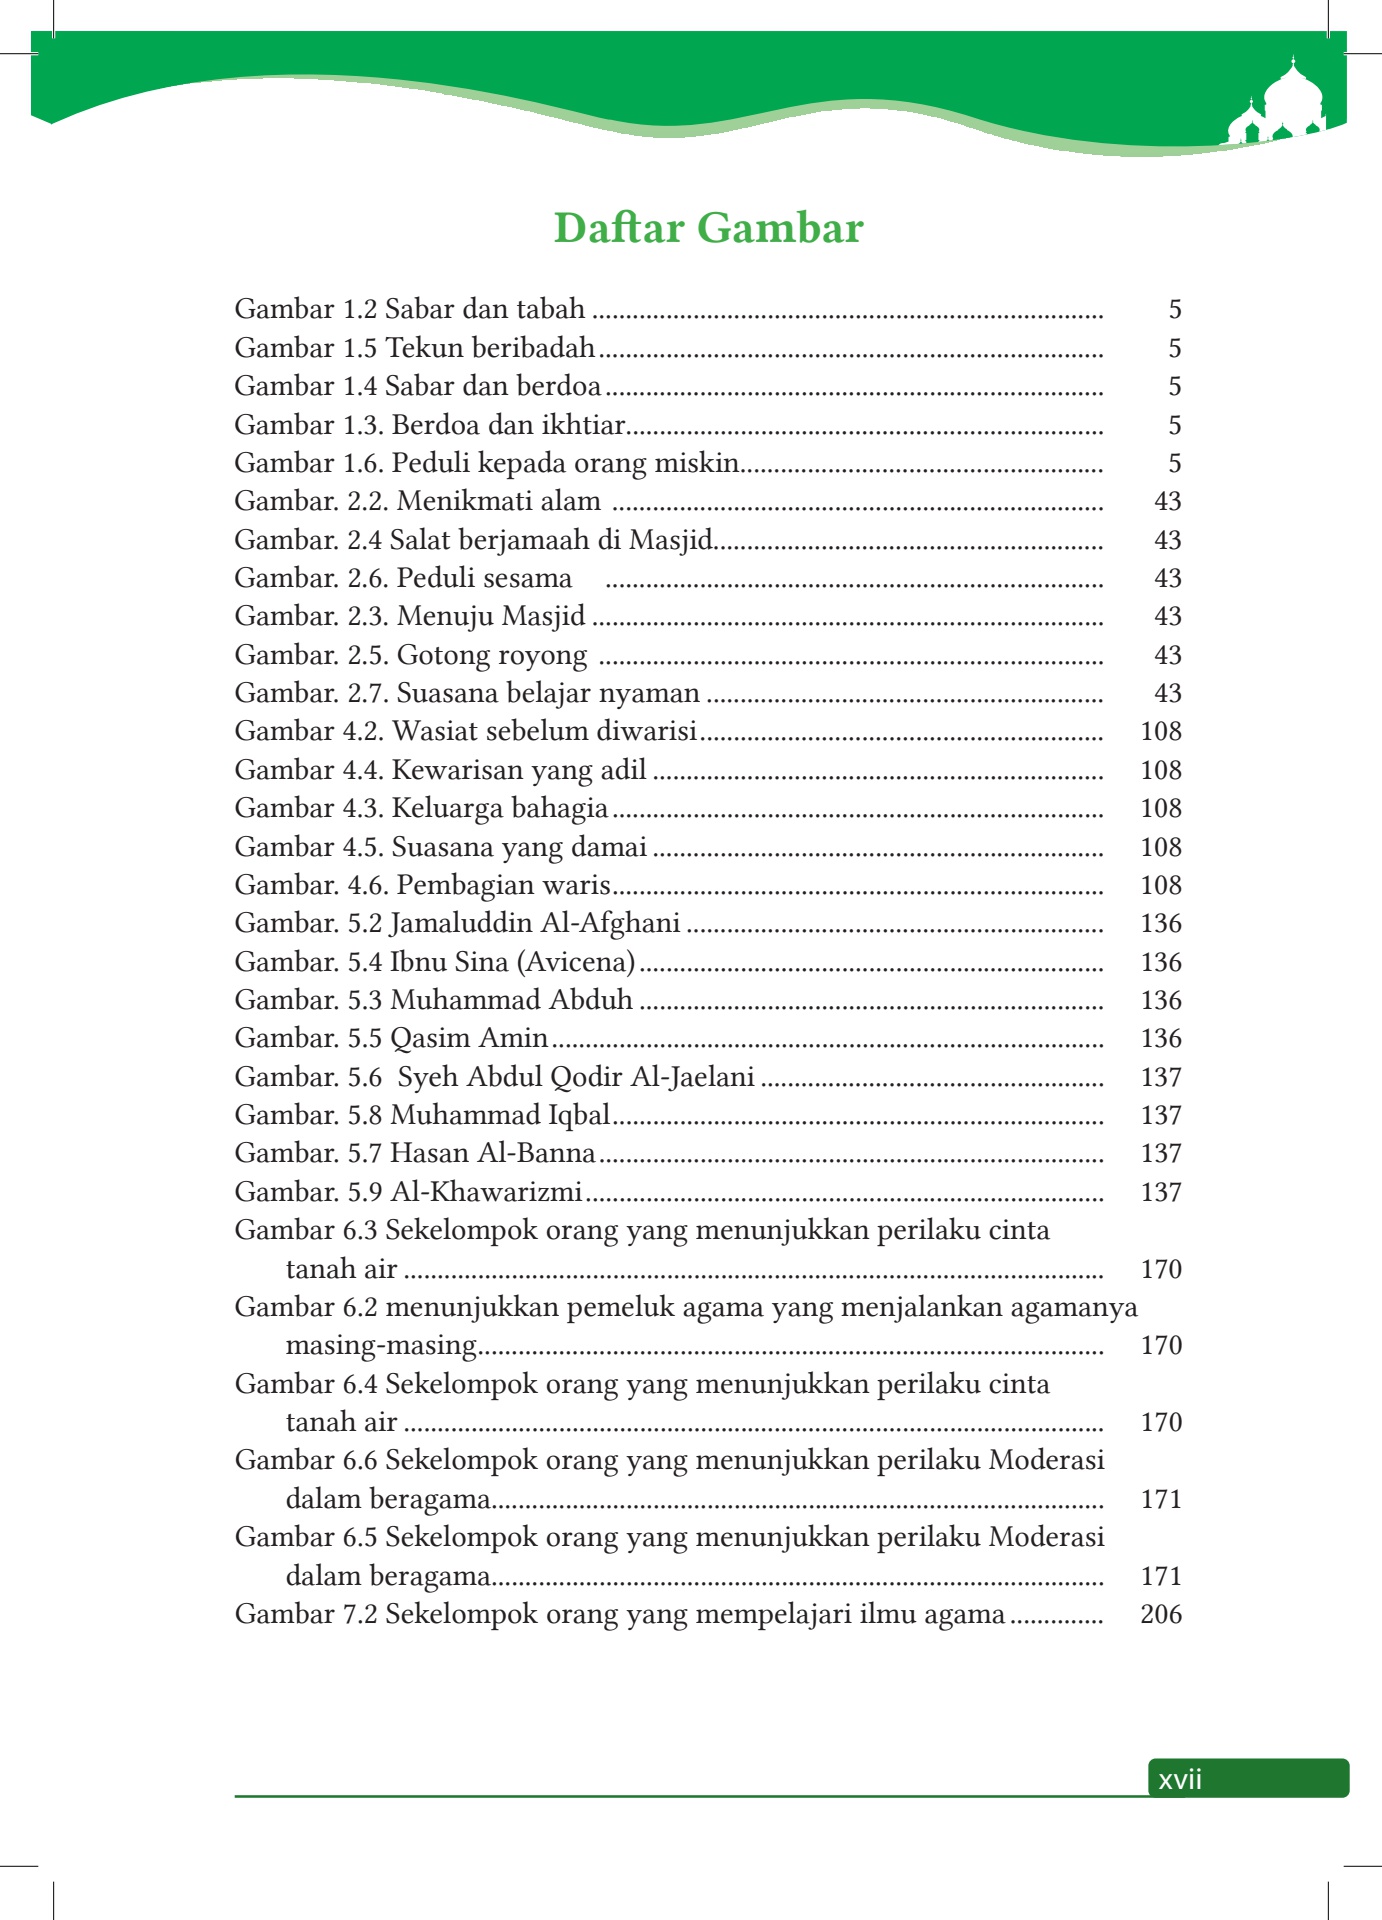 Daftar Gambar
Gambar 1.2 Sabar dan tabah ............................................................................ 5
Gambar 1.5 Tekun beribadah........................................................................... 5
Gambar 1.4 Sabar dan berdoa.......................................................................... 5
Gambar 1.3. Berdoa dan ikhtiar....................................................................... 5
Gambar 1.6. Peduli kepada orang miskin...................................................... 5
Gambar. 2.2. Menikmati alam ......................................................................... 43
Gambar. 2.4 Salat berjamaah di Masjid.......................................................... 43
Gambar. 2.6. Peduli sesama .......................................................................... 43
Gambar. 2.3. Menuju Masjid ............................................................................ 43
Gambar. 2.5. Gotong royong ........................................................................... 43
Gambar. 2.7. Suasana belajar nyaman ........................................................... 43
Gambar 4.2. Wasiat sebelum diwarisi............................................................ 108
Gambar 4.4. Kewarisan yang adil ................................................................... 108
Gambar 4.3. Keluarga bahagia......................................................................... 108
Gambar 4.5. Suasana yang damai ................................................................... 108
Gambar. 4.6. Pembagian waris......................................................................... 108
Gambar. 5.2 Jamaluddin Al-Afghani .............................................................. 136
Gambar. 5.4 Ibnu Sina (Avicena)..................................................................... 136
Gambar. 5.3 Muhammad Abduh ..................................................................... 136
Gambar. 5.5 Qasim Amin.................................................................................. 136
Gambar. 5.6 Syeh Abdul Qodir Al-Jaelani ................................................... 137
Gambar. 5.8 Muhammad Iqbal......................................................................... 137
Gambar. 5.7 Hasan Al-Banna........................................................................... 137
Gambar. 5.9 Al-Khawarizmi............................................................................. 137
Gambar 6.3 Sekelompok orang yang menunjukkan perilaku cinta
tanah air ........................................................................................................ 170
Gambar 6.2 menunjukkan pemeluk agama yang menjalankan agamanya
masing-masing............................................................................................. 170
Gambar 6.4 Sekelompok orang yang menunjukkan perilaku cinta
tanah air ........................................................................................................ 170
Gambar 6.6 Sekelompok orang yang menunjukkan perilaku Moderasi
dalam beragama........................................................................................... 171
Gambar 6.5 Sekelompok orang yang menunjukkan perilaku Moderasi
dalam beragama........................................................................................... 171
Gambar 7.2 Sekelompok orang yang mempelajari ilmu agama.............. 206
xvii